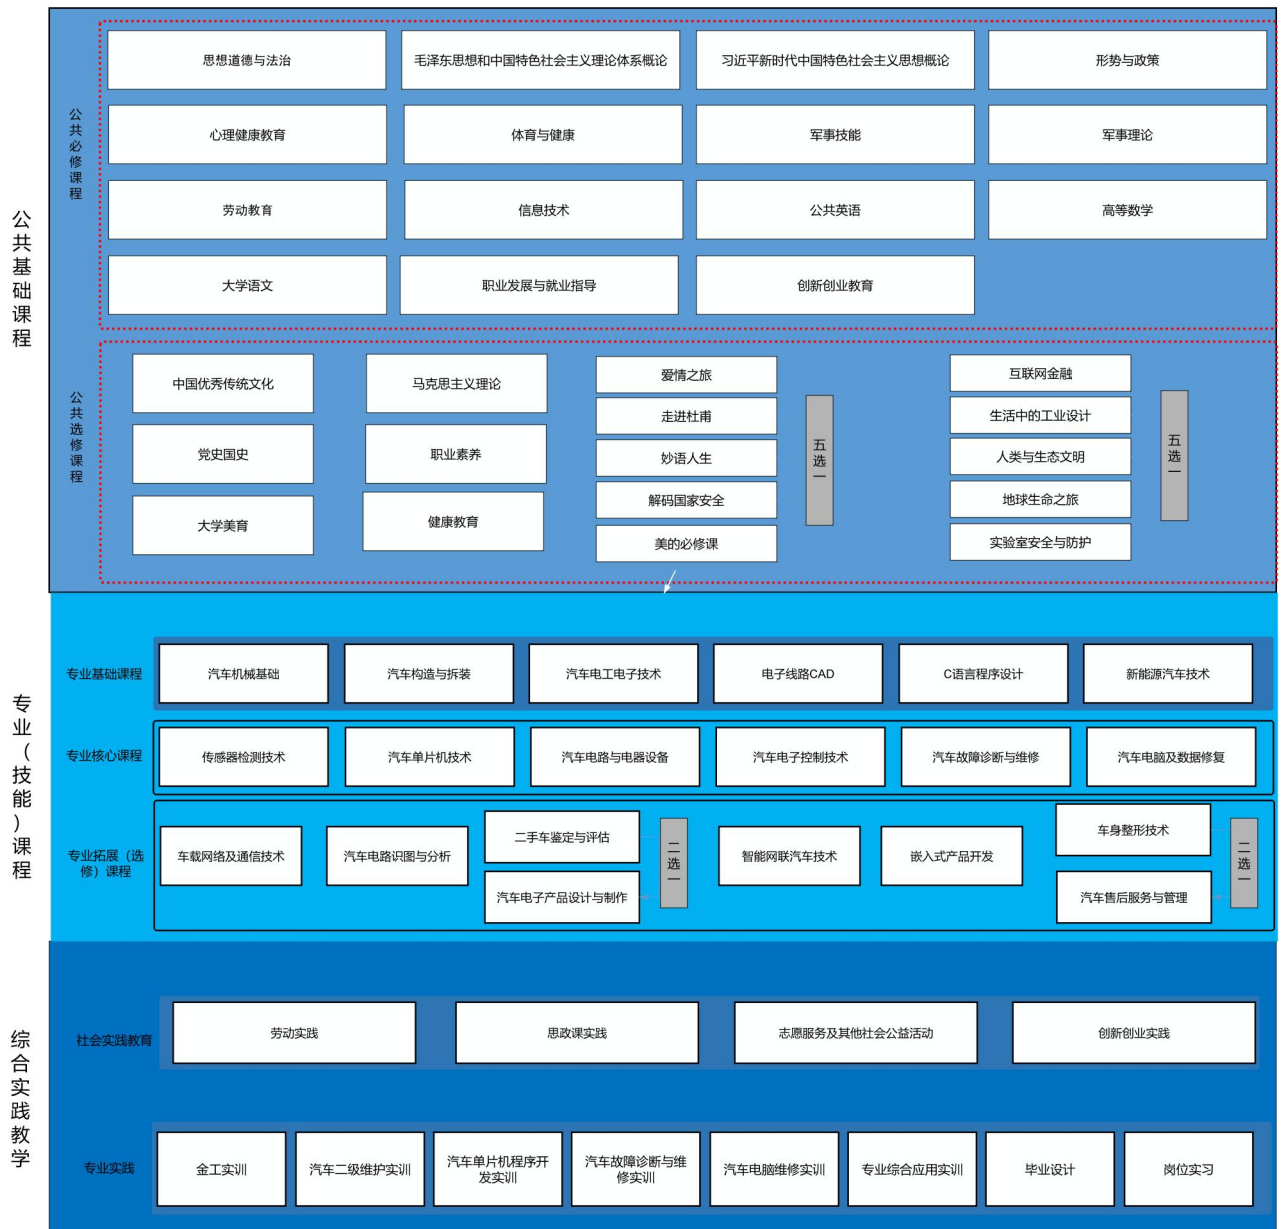 公共基础课程
公共必修课程
思想道德与法治
毛泽东思想和中国特色社会主义理论体系概论
习近平新时代中国特色社会主义思想概论
形势与政策
心理健康教育
体育与健康
军事技能
军事理论
劳动教育
信息技术
公共英语
高等数学
大学语文
职业发展与就业指导
创新创业教育
公共选修课程
中国优秀传统文化
党史国史
大学美育
马克思主义理论
职业素养
健康教育
爱情之旅
走进杜甫
妙语人生
解码国家安全
美的必修课
五选一
互联网金融
生活中的工业设计
人类与生态文明
地球生命之旅
实验室安全与防护
五选一
专业（技能）课程
专业基础课程
汽车机械基础
汽车构造与拆装
汽车电工电子技术
电子线路CAD
C语言程序设计
新能源汽车技术
专业核心课程
传感器检测技术
汽车单片机技术
汽车电路与电器设备
汽车电子控制技术
汽车故障诊断与维修
汽车电脑及数据修复
专业拓展（选
修）课程
车载网络及通信技术
汽车电路识图与分析
二手车鉴定与评估
汽车电子产品设计与制作
二选一
智能网联汽车技术
嵌入式产品开发
车身整形技术
汽车售后服务与管理
二选一
综合实践教学
社会实践教育
劳动实践
思政课实践
志愿服务及其他社会公益活动
创新创业实践
专业实践
金工实训
汽车二级维护实训
汽车单片机程序开
发实训
汽车故障诊断与维
修实训
汽车电脑维修实训
专业综合应用实训
毕业设计
岗位实习